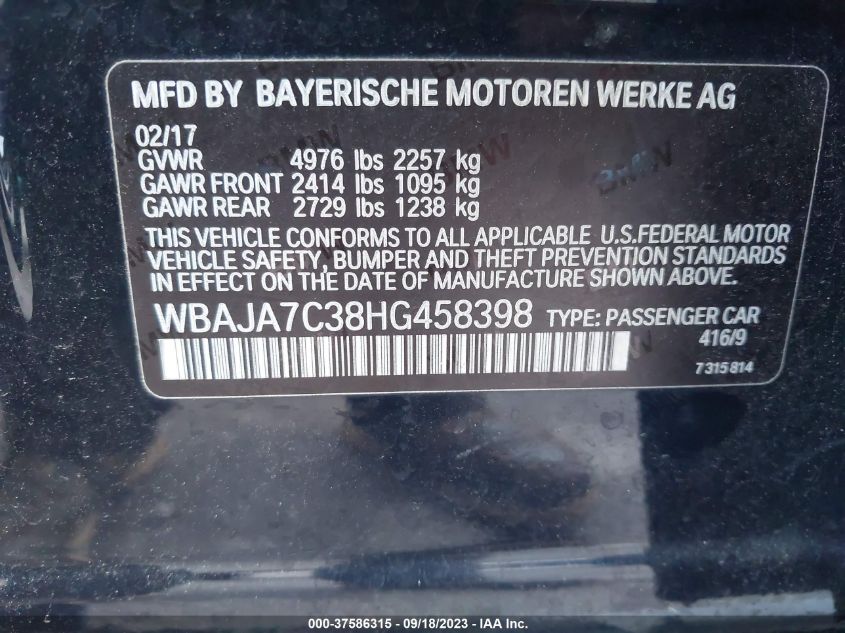 MFD BY BAYERISCHE MOTOREN WERKE AG
02/17
GVWR 4976 lbs 2257 kg
GAWR FRONT 2414 lbs 1095 kg
GAWR REAR 2729 lbs 1238 kg
THIS VEHICLE CONFORMS TO ALL APPLICABLE U.S.FEDERAL MOTOR
VEHICLE SAFETY, BUMPER AND THEFT PREVENTION STANDARDS
IN EFFECT ON THE DATE OF MANUFACTURE SHOWN ABOVE.
WBAJA7C38HG458398 TYPE: PASSENGER CAR
416/9
7315814
000-37586315 - 09/18/2023 - © IAA Inc.